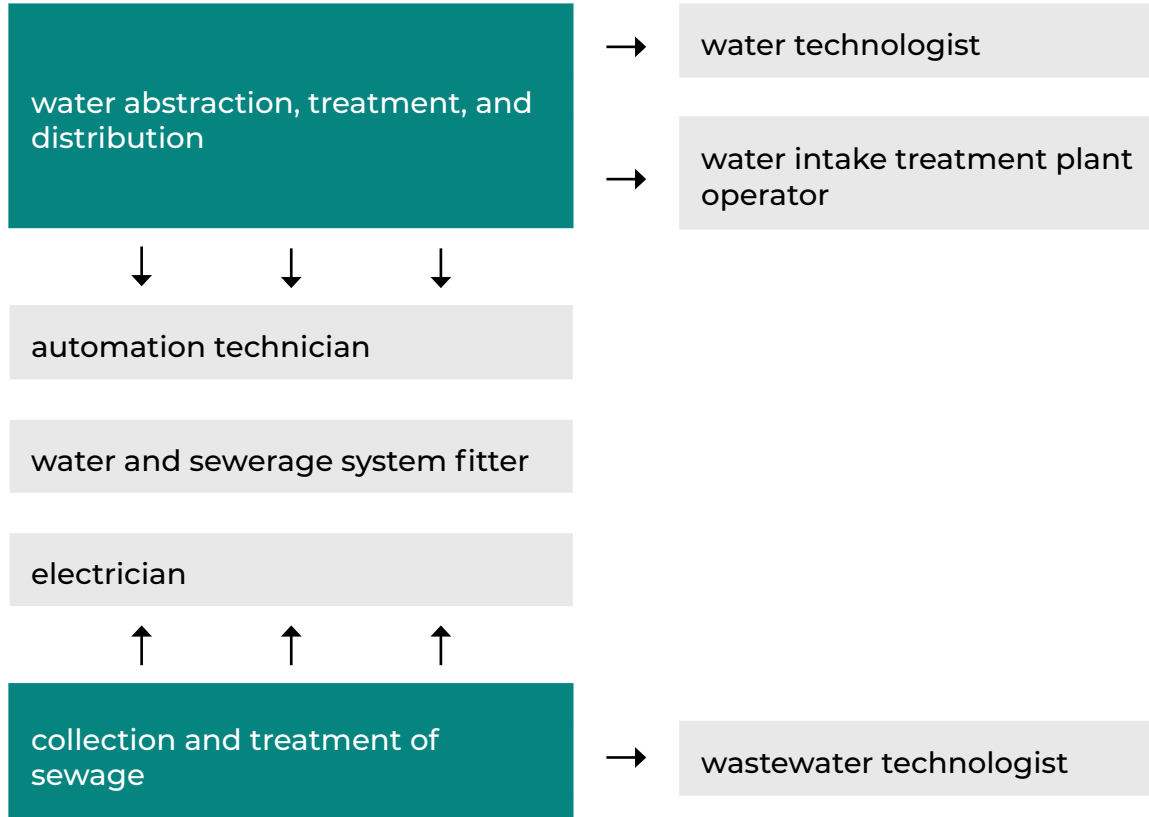 water abstraction, treatment, and
distribution
water technologist
water intake treatment plant
operator
automation technician
water and sewerage system fitter
electrician
collection and treatment of
sewage
wastewater technologist